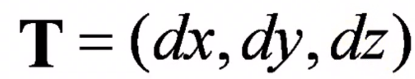 T = (dx, dy, dz)